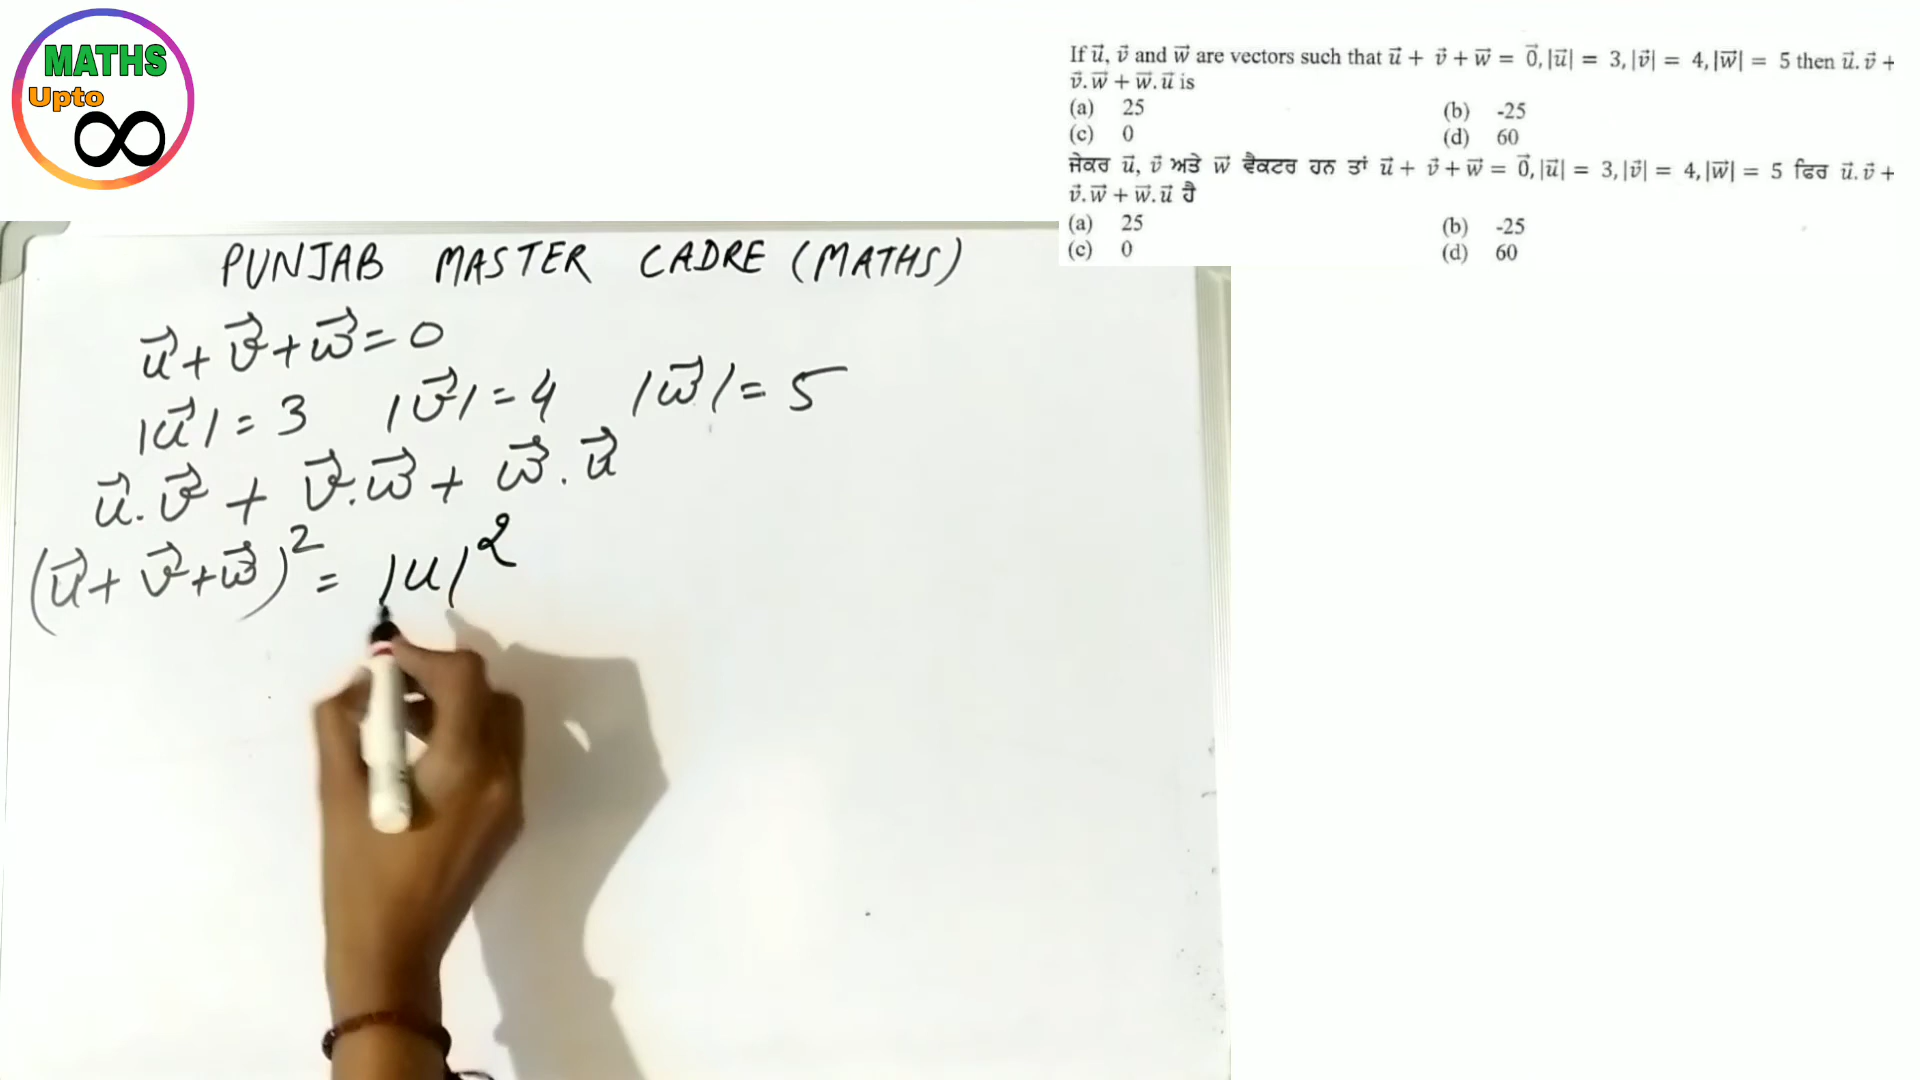 MATHS
Upto
∞
If u⃗, v⃗ and w⃗ are vectors such that u⃗ + v⃗ + w⃗ = 0⃗, |u⃗| = 3, |v⃗| = 4, |w⃗| = 5 then u⃗. v⃗ +
v⃗. w⃗ + w⃗. u⃗ is
(a) 25 (b) -25
(c) 0 (d) 60
ਜੇਕਰ u⃗, v⃗ ਅਤੇ w⃗ ਵੈਕਟਰ ਹਨ ਤਾਂ u⃗ + v⃗ + w⃗ = 0⃗, |u⃗| = 3, |v⃗| = 4, |w⃗| = 5 ਫਿਰ u⃗. v⃗ +
v⃗. w⃗ + w⃗. u⃗ ਹੈ
(a) 25 (b) -25
(c) 0 (d) 60
PUNJAB MASTER CADRE (MATHS)
u⃗ + v⃗ + w⃗ = 0
|u⃗| = 3 |v⃗| = 4 |w⃗| = 5
u⃗. v⃗ + v⃗. w⃗ + w⃗. u⃗
(u⃗ + v⃗ + w⃗)² = |u|²